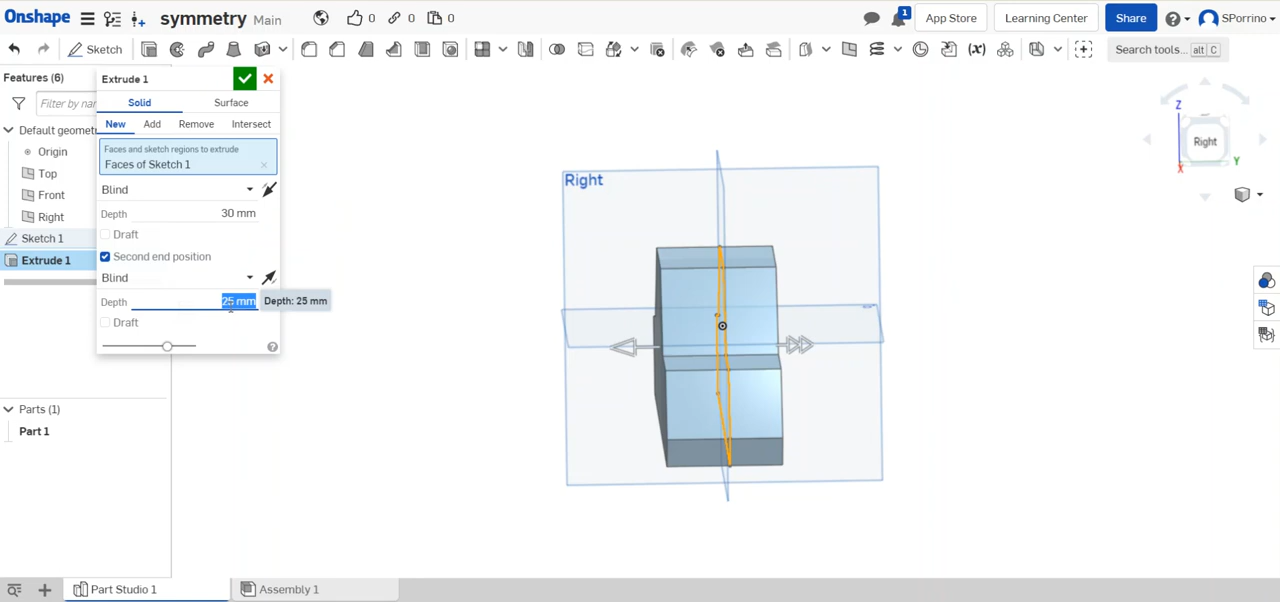 Onshape symmetry Main 0 0 0 App Store 1 Learning Center Share SPorrino
Sketch (x) Search tools... alt C
Features (6)
Extrude 1
Solid Surface
Filter by nam
New Add Remove Intersect
Default geomet
Faces and sketch regions to extrude
Origin
Faces of Sketch 1
Top
Blind
Front
Depth 30 mm
Right
Draft
Sketch 1
Second end position
Extrude 1
Blind
Depth 25 mm
Depth: 25 mm
Draft
Right
Z
Right
Y
X
Parts (1)
Part 1
Part Studio 1 Assembly 1